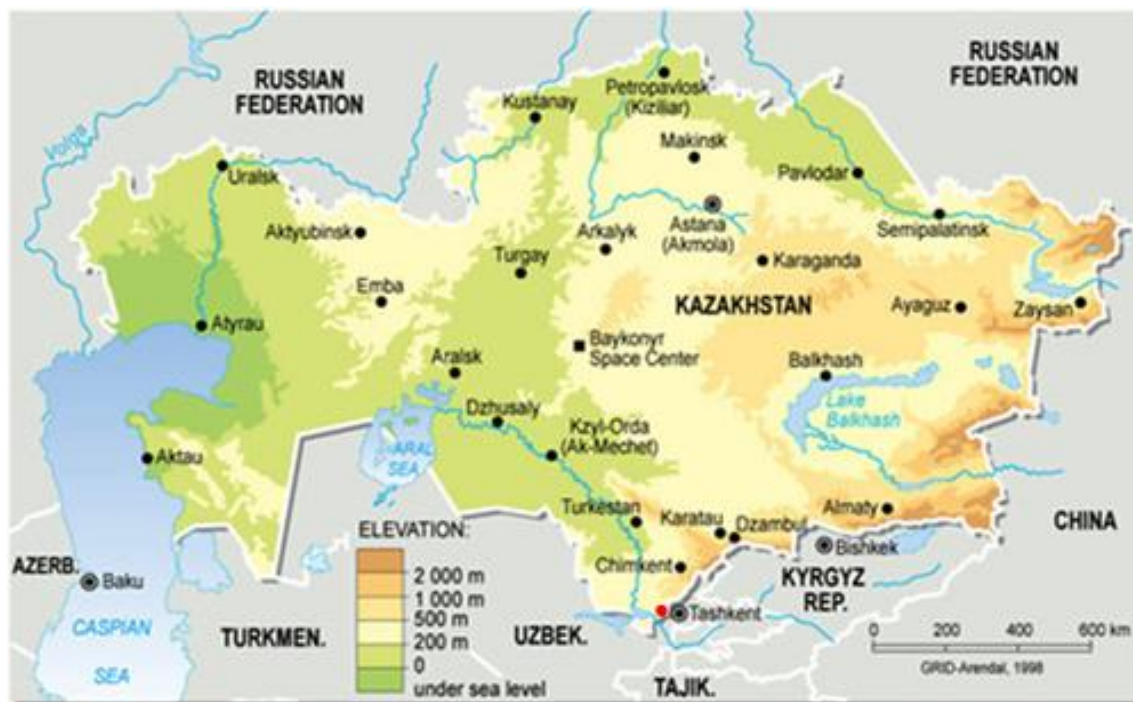 RUSSIAN
FEDERATION
RUSSIAN
FEDERATION
Petropavlosk
(Kiziliar)
Kustanay
Makinsk
Volga
Uralsk
Pavlodar
Aktyubinsk
Arkalyk
Astana
(Akmola)
Semipalatinsk
Turgay
Karaganda
Emba
KAZAKHSTAN
Ayaguz
Zaysan
Atyrau
Baykonyr
Space Center
Aralsk
Balkhash
Lake
Balkhash
Dzhusaly
Kzyl-Orda
(Ak-Mechet)
ARAL
SEA
Aktau
Turkestan
Karatau
Dzambul
Almaty
CHINA
ELEVATION:
2 000 m
1 000 m
500 m
200 m
0
under sea level
Chimkent
Bishkek
KYRGYZ
REP.
AZERB.
Baku
Tashkent
CASPIAN
SEA
TURKMEN.
UZBEK.
TAJIK.
0 200 400 600 km
GRID-Arendal, 1998